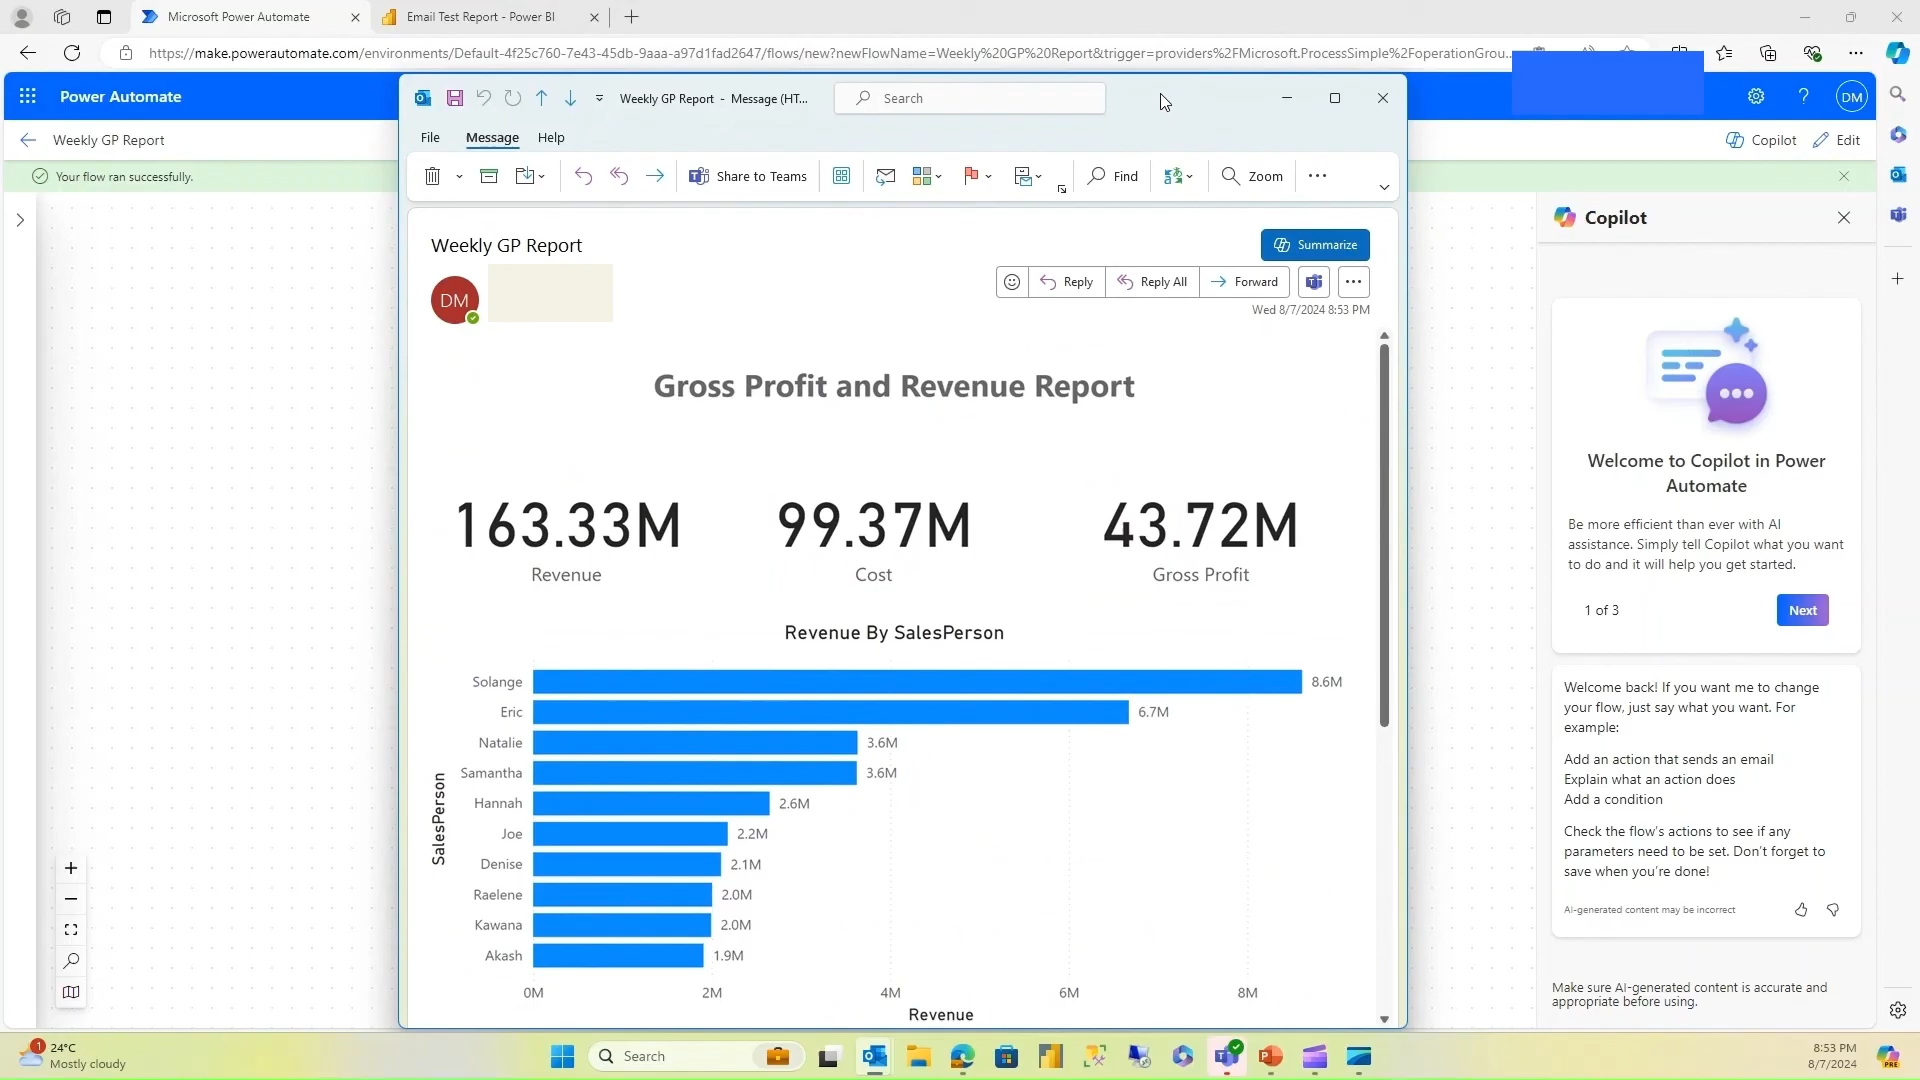 Microsoft Power Automate
Email Test Report - Power BI
https://make.powerautomate.com/environments/Default-4f25c760-7e43-45db-9aaa-a97d1fad2647/flows/new?newFlowName=Weekly%20GP%20Report&trigger=providers%2FMicrosoft.ProcessSimple%2FoperationGrou...
Power Automate
DM
Weekly GP Report
Copilot
Edit
Your flow ran successfully.
Weekly GP Report - Message (HT...
Search
File
Message
Help
Share to Teams
Find
Zoom
Weekly GP Report
Summarize
DM
Reply
Reply All
Forward
Wed 8/7/2024 8:53 PM
Gross Profit and Revenue Report
163.33M
Revenue
99.37M
Cost
43.72M
Gross Profit
Revenue By SalesPerson
SalesPerson
Solange 8.6M
Eric 6.7M
Natalie 3.6M
Samantha 3.6M
Hannah 2.6M
Joe 2.2M
Denise 2.1M
Raelene 2.0M
Kawana 2.0M
Akash 1.9M
0M 2M 4M 6M 8M
Revenue
Copilot
Welcome to Copilot in Power
Automate
Be more efficient than ever with AI
assistance. Simply tell Copilot what you want
to do and it will help you get started.
1 of 3
Next
Welcome back! If you want me to change
your flow, just say what you want. For
example:
Add an action that sends an email
Explain what an action does
Add a condition
Check the flow's actions to see if any
parameters need to be set. Don't forget to
save when you're done!
AI-generated content may be incorrect
Make sure AI-generated content is accurate and
appropriate before using.
1
24°C
Mostly cloudy
Search
8:53 PM
8/7/2024
PRE